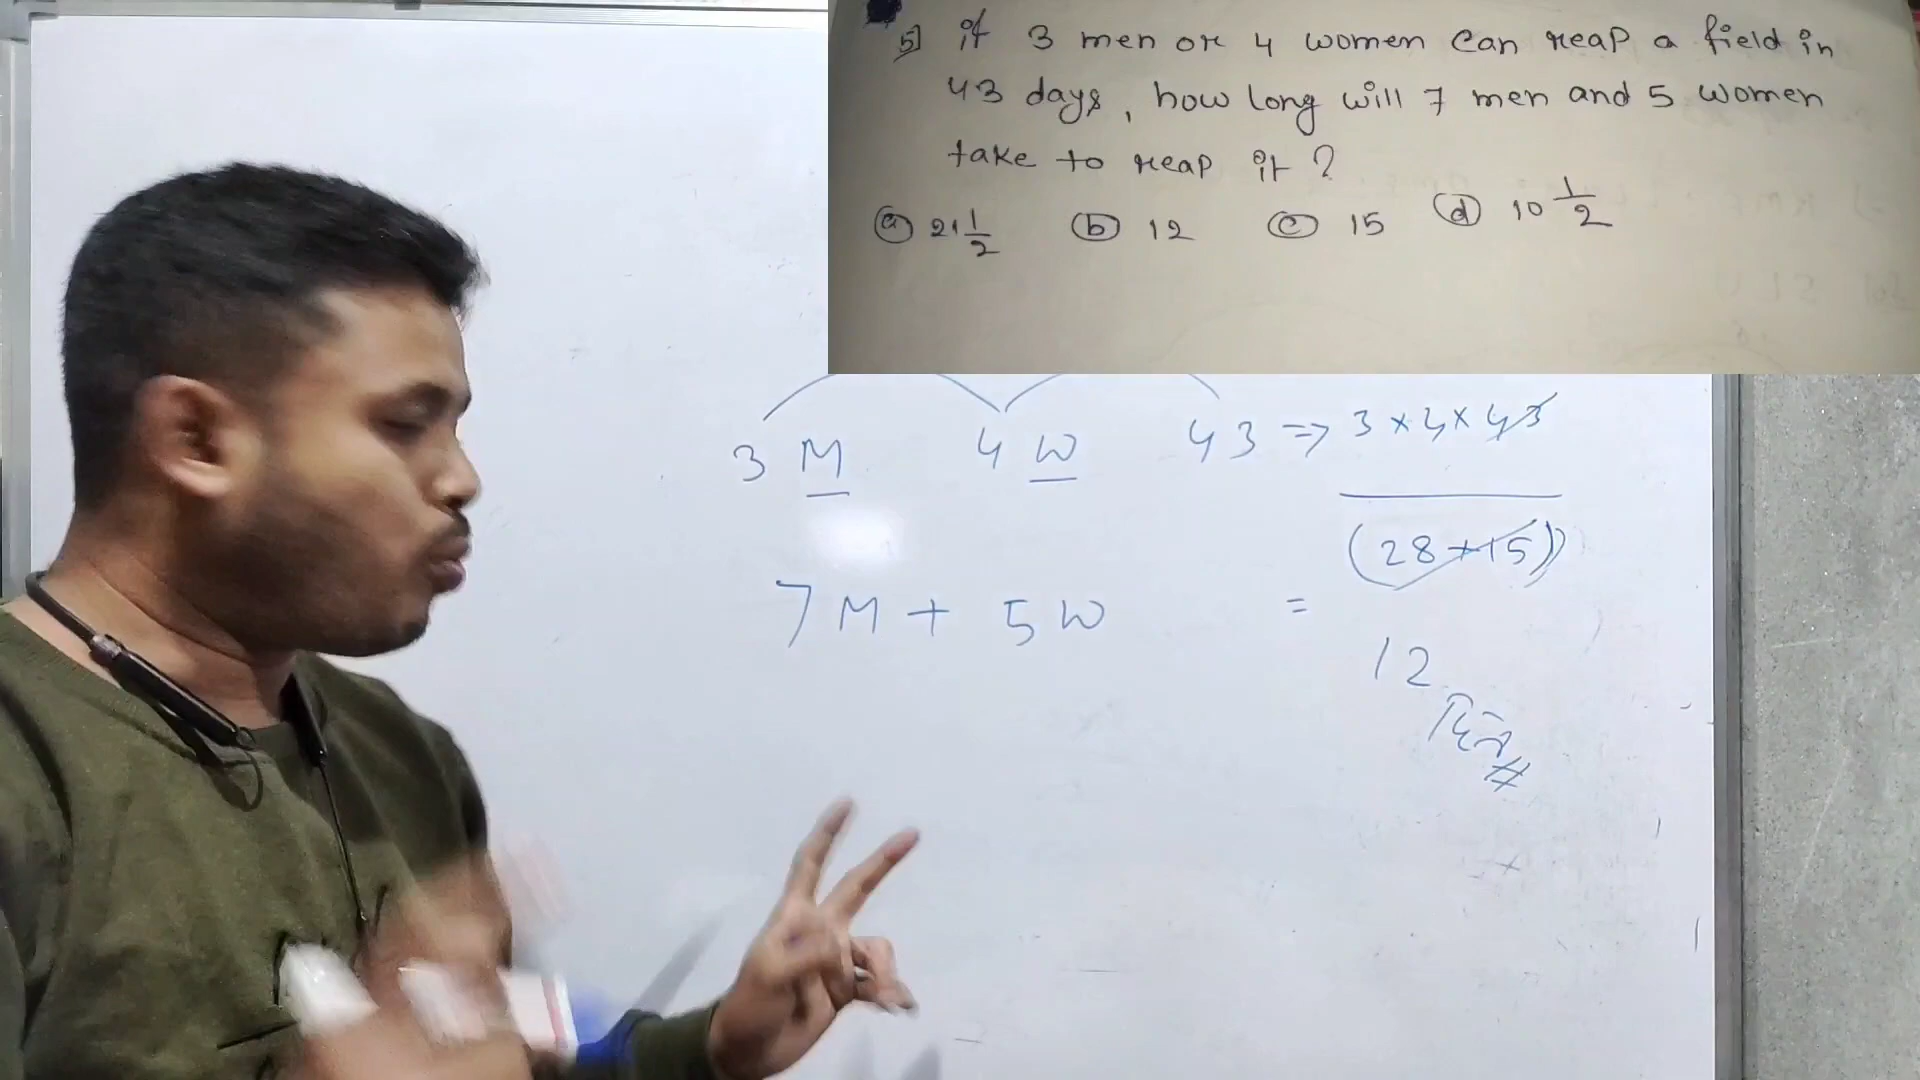 5] if 3 men or 4 women can reap a field in
43 days, how long will 7 men and 5 women
take to reap it ?
(a) 21 1/2 (b) 12 (c) 15 (d) 10 1/2
3 M 4 W 43 => 3 × 4 × 43
(28 + 15)
7 M + 5 W =
12